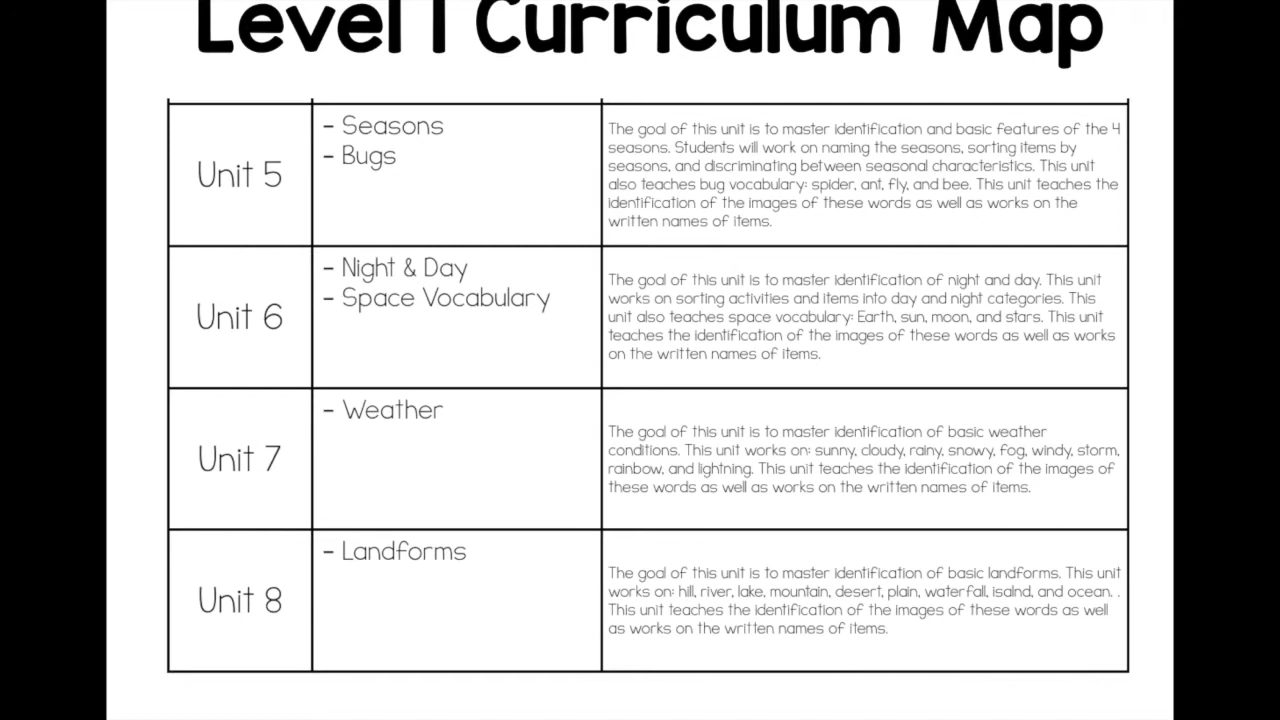 Level 1 Curriculum Map
Unit 5
- Seasons
- Bugs
The goal of this unit is to master identification and basic features of the 4
seasons. Students will work on naming the seasons, sorting items by
seasons, and discriminating between seasonal characteristics. This unit
also teaches bug vocabulary: spider, ant, fly, and bee. This unit teaches the
identification of the images of these words as well as works on the
written names of items.
Unit 6
- Night & Day
- Space Vocabulary
The goal of this unit is to master identification of night and day. This unit
works on sorting activities and items into day and night categories. This
unit also teaches space vocabulary: Earth, sun, moon, and stars. This unit
teaches the identification of the images of these words as well as works
on the written names of items.
Unit 7
- Weather
The goal of this unit is to master identification of basic weather
conditions. This unit works on: sunny, cloudy, rainy, snowy, fog, windy, storm,
rainbow, and lightning. This unit teaches the identification of the images of
these words as well as works on the written names of items.
Unit 8
- Landforms
The goal of this unit is to master identification of basic landforms. This unit
works on: hill, river, lake, mountain, desert, plain, waterfall, isalnd, and ocean. .
This unit teaches the identification of the images of these words as well
as works on the written names of items.